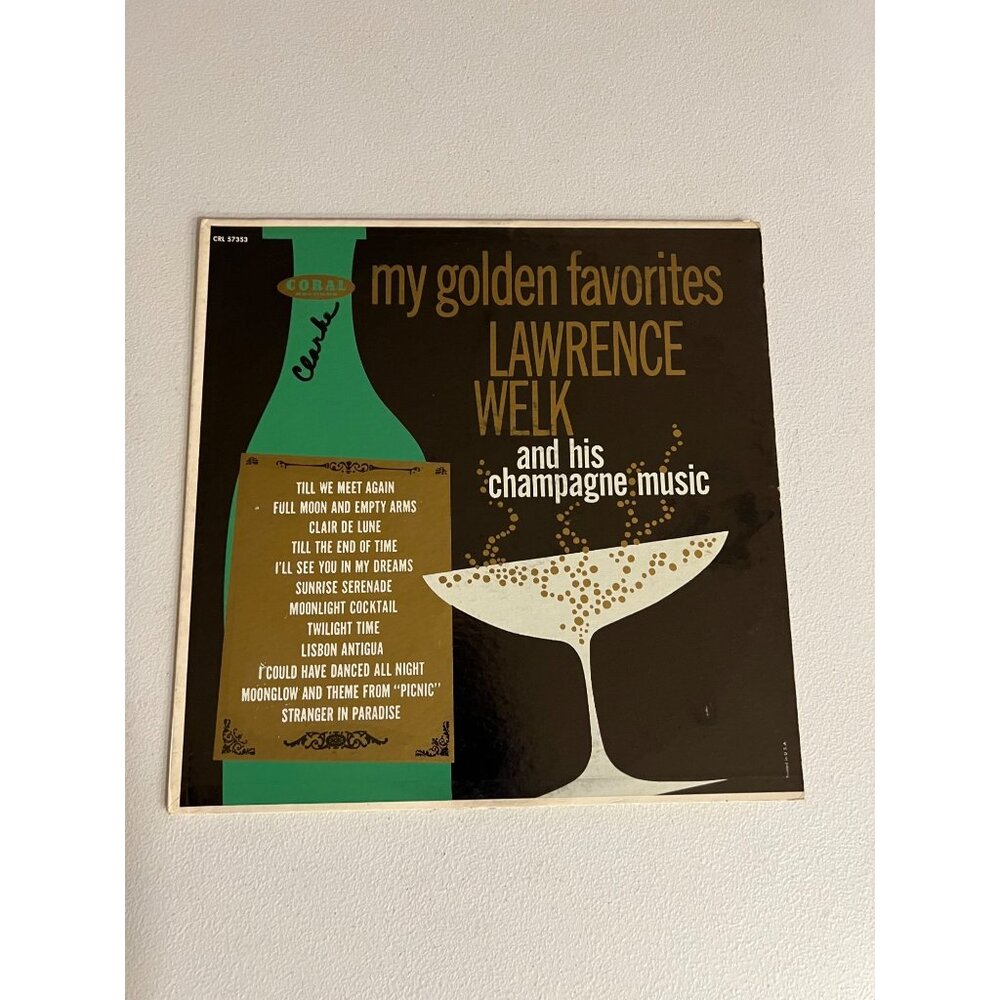 CRL 57353
CORAL
RECORDS
Clarke
my golden favorites
LAWRENCE
WELK
and his
champagne music
TILL WE MEET AGAIN
FULL MOON AND EMPTY ARMS
CLAIR DE LUNE
TILL THE END OF TIME
I'LL SEE YOU IN MY DREAMS
SUNRISE SERENADE
MOONLIGHT COCKTAIL
TWILIGHT TIME
LISBON ANTIGUA
I COULD HAVE DANCED ALL NIGHT
MOONGLOW AND THEME FROM "PICNIC"
STRANGER IN PARADISE
Printed in U.S.A.